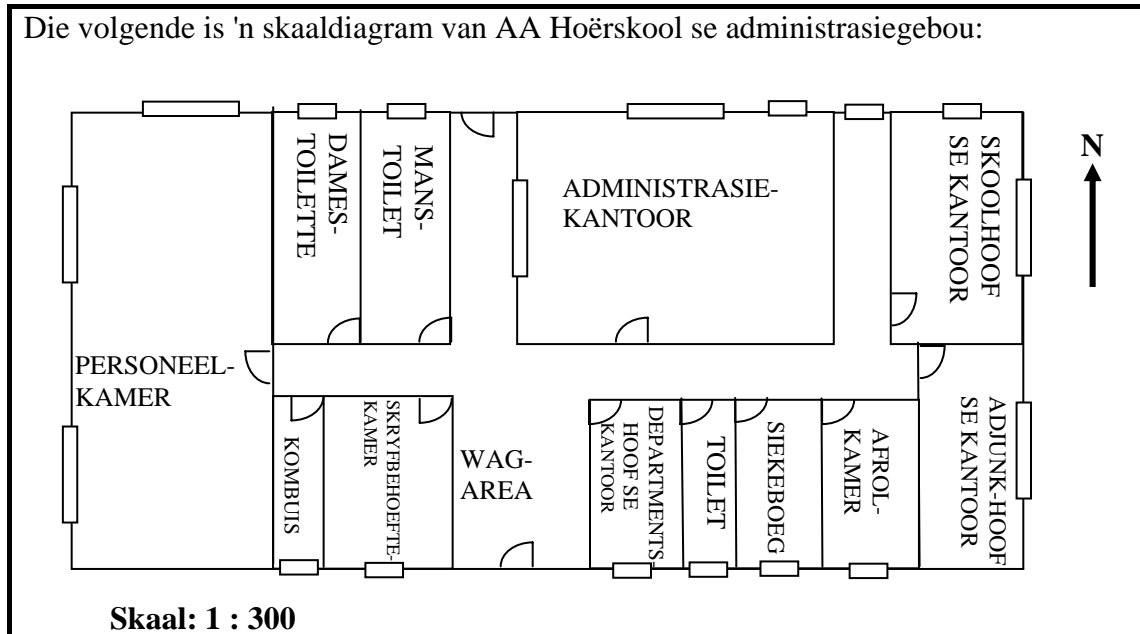 Die volgende is 'n skaaldiagram van AA Hoërskool se administrasiegebou:
DAMES-
TOILETTE
MANS-
TOILET
ADMINISTRASIE-
KANTOOR
SKOOLHOOF
SE KANTOOR
N
PERSONEEL-
KAMER
KOMBUIS
SKRYFBEHOEFTE-
KAMER
WAG-
AREA
DEPARTMENTS-
HOOF SE
KANTOOR
TOILET
SIEKEBOEG
AFROL-
KAMER
ADJUNK-HOOF
SE KANTOOR
Skaal: 1 : 300